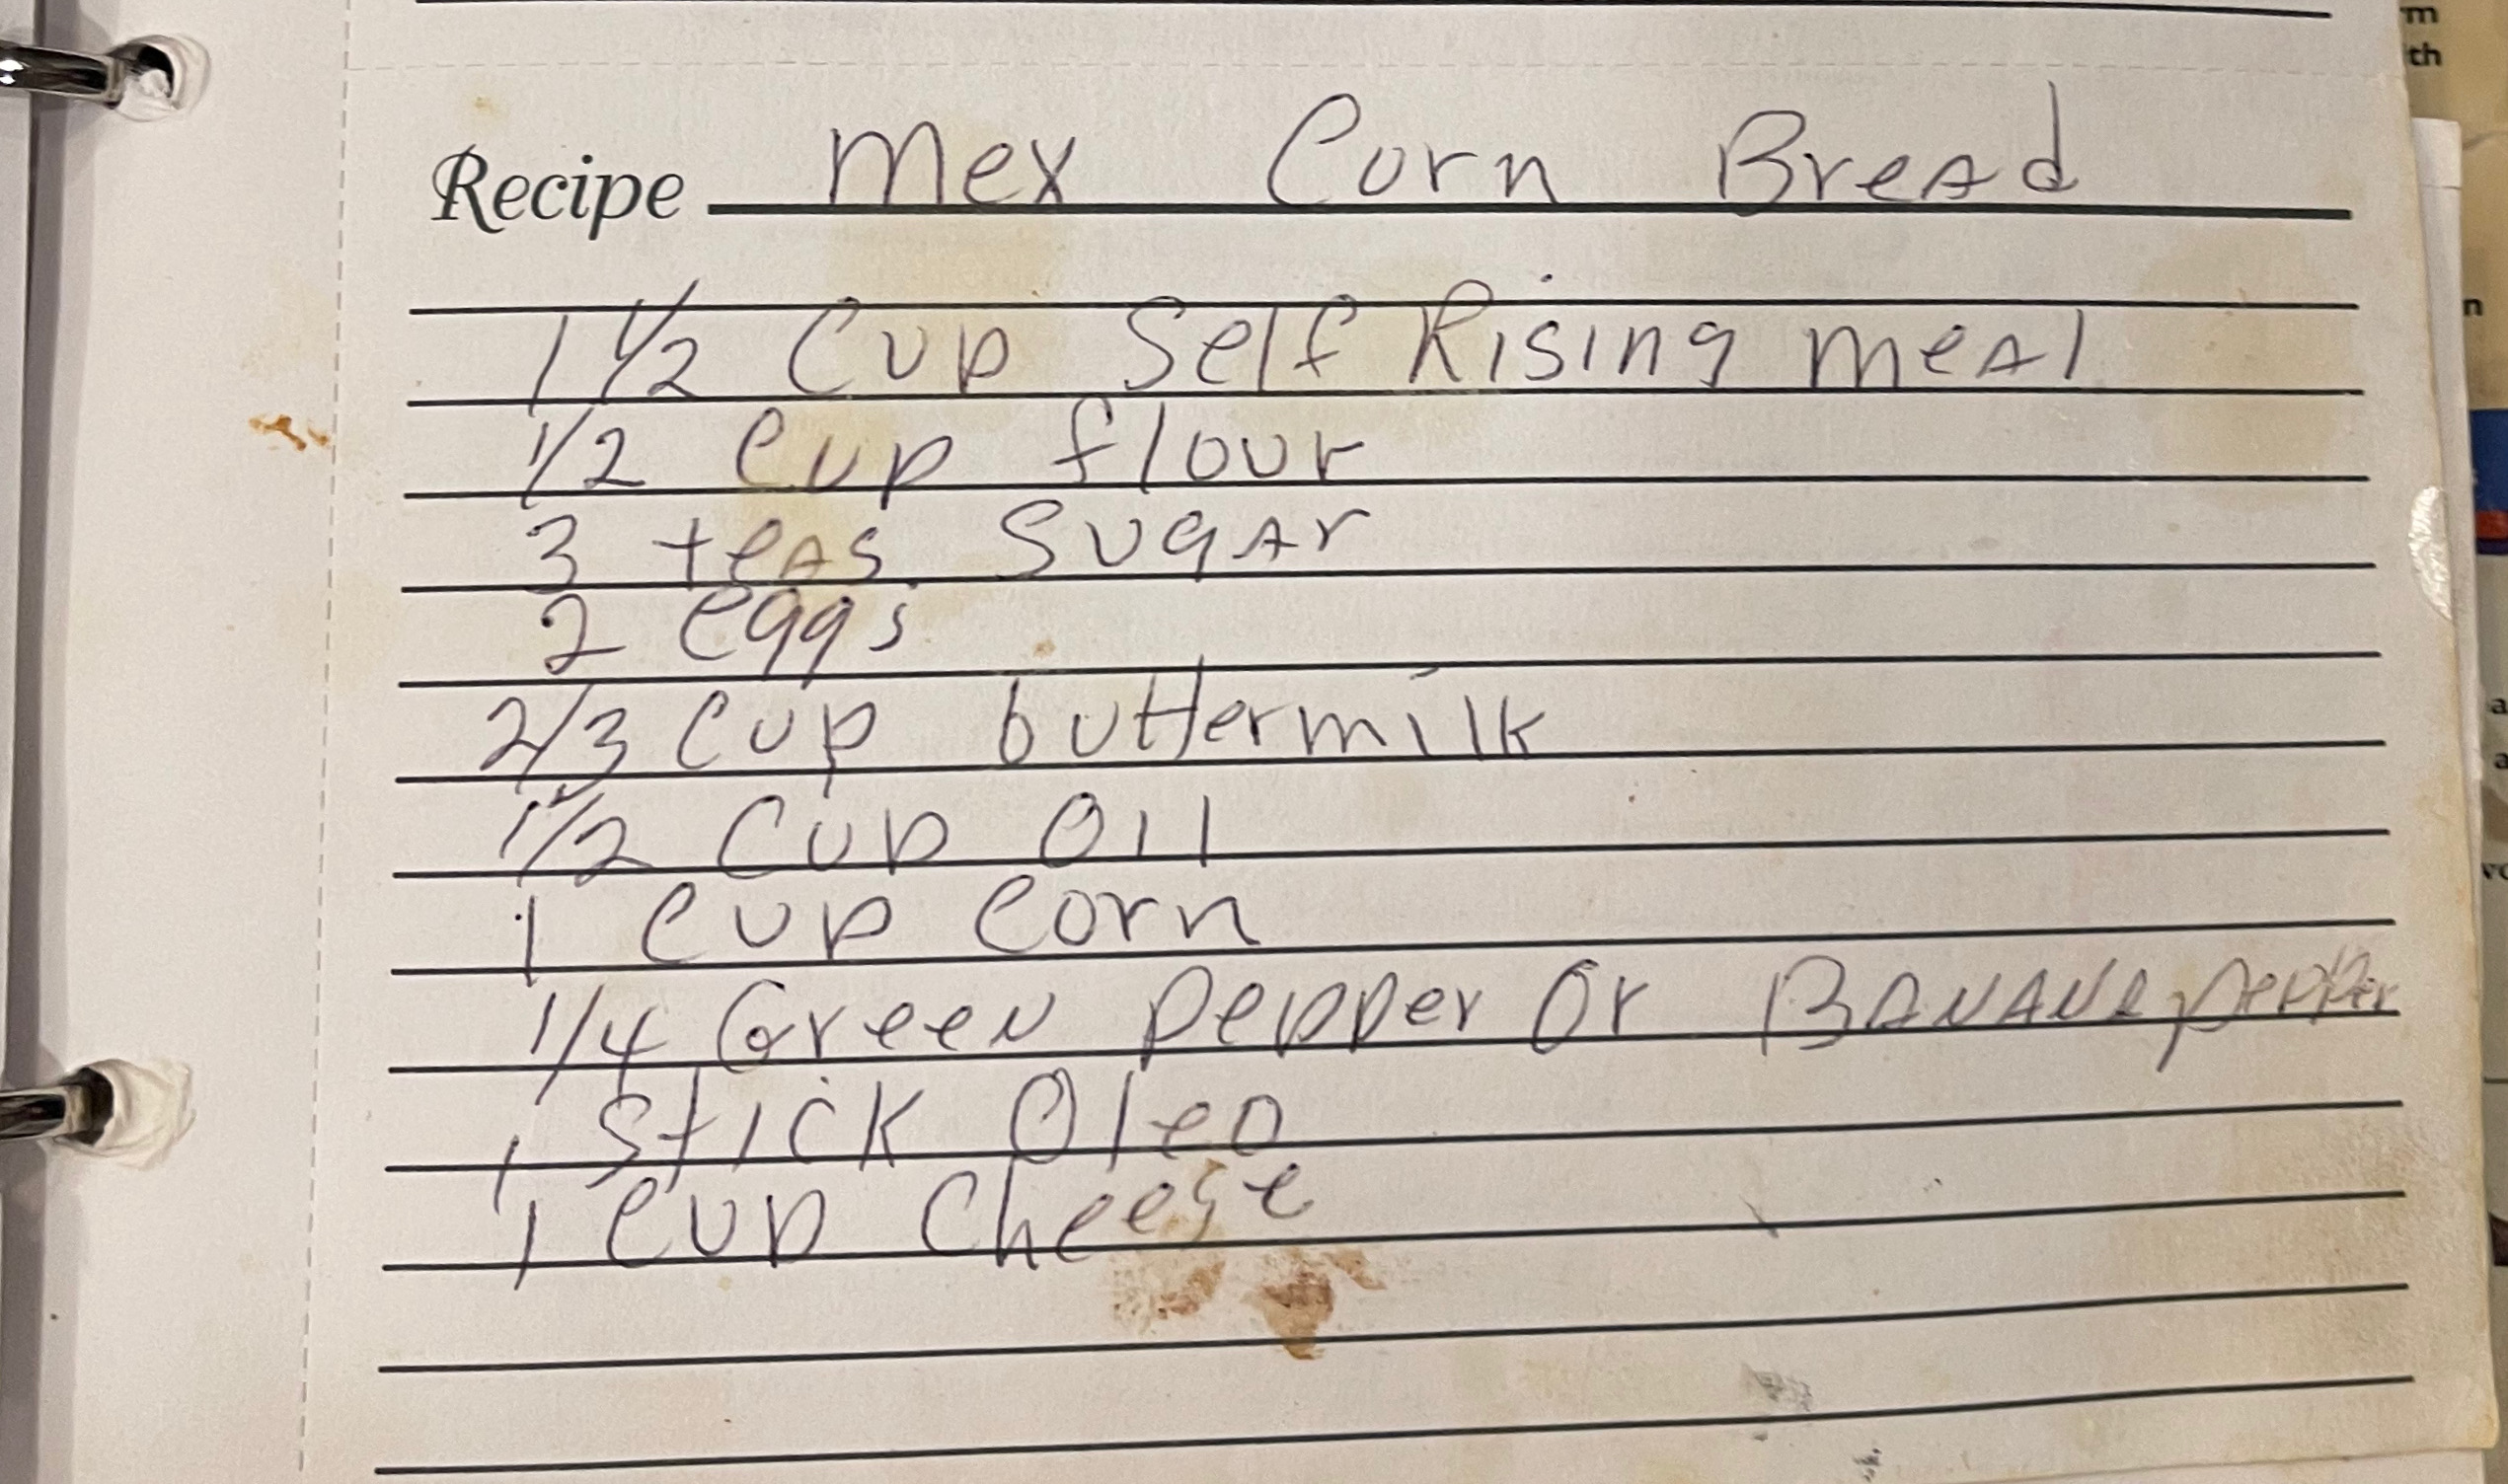 Recipe Mex Corn Bread
1 1/2 Cup Self Rising meal
1/2 Cup flour
3 teas. Sugar
2 eggs
2/3 Cup buttermilk
1/2 Cup Oil
1 Cup Corn
1/4 Green pepper Or BANANA pepper
1 Stick Oleo
1 Cup Cheese
rm
th
n
a
a